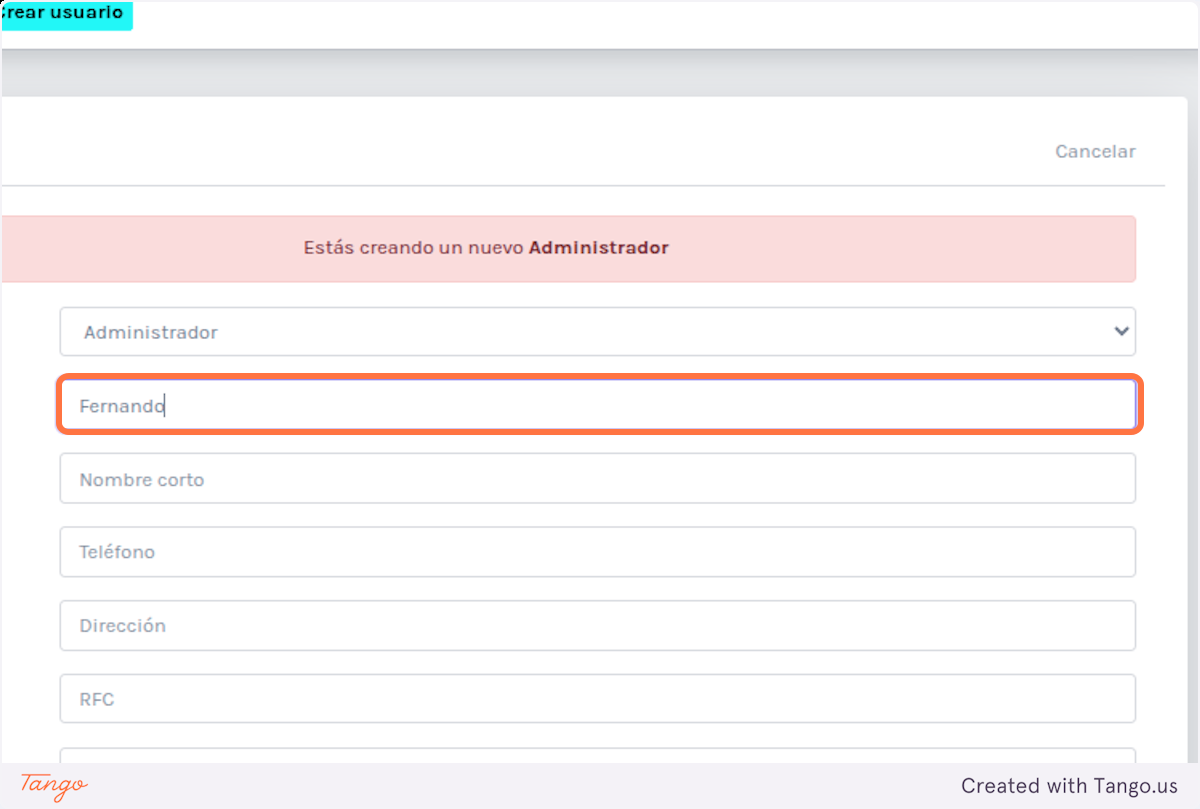 rear usuario
Cancelar
Estás creando un nuevo Administrador
Administrador
Fernando
Nombre corto
Teléfono
Dirección
RFC
Tango
Created with Tango.us